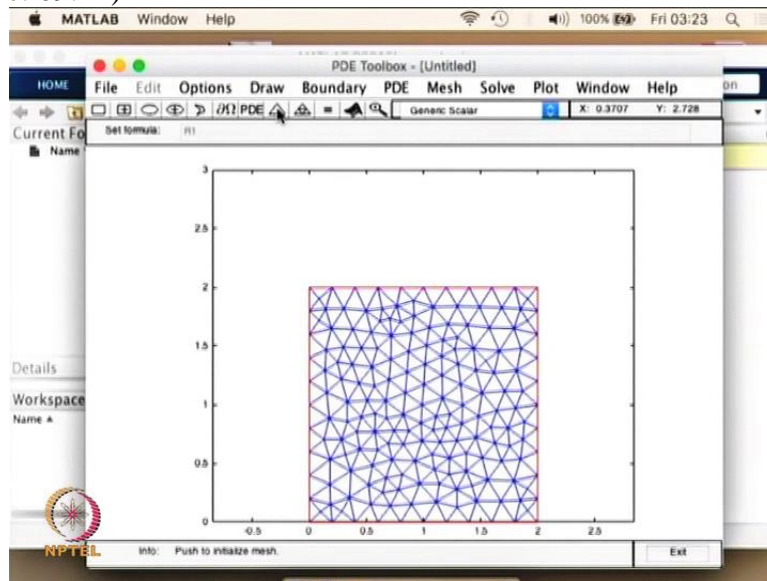 MATLAB Window Help 100% Fri 03:23
PDE Toolbox - [Untitled]
HOME
File Edit Options Draw Boundary PDE Mesh Solve Plot Window Help
∂Ω PDE = Generic Scalar X: 0.3707 Y: 2.728
Current Fo
Set formula: R1
Name
3
2.5
2
1.5
1
0.5
0
-0.5 0 0.5 1 1.5 2 2.5
Details
Workspace
Name
NPTEL
Info: Push to initialize mesh. Exit